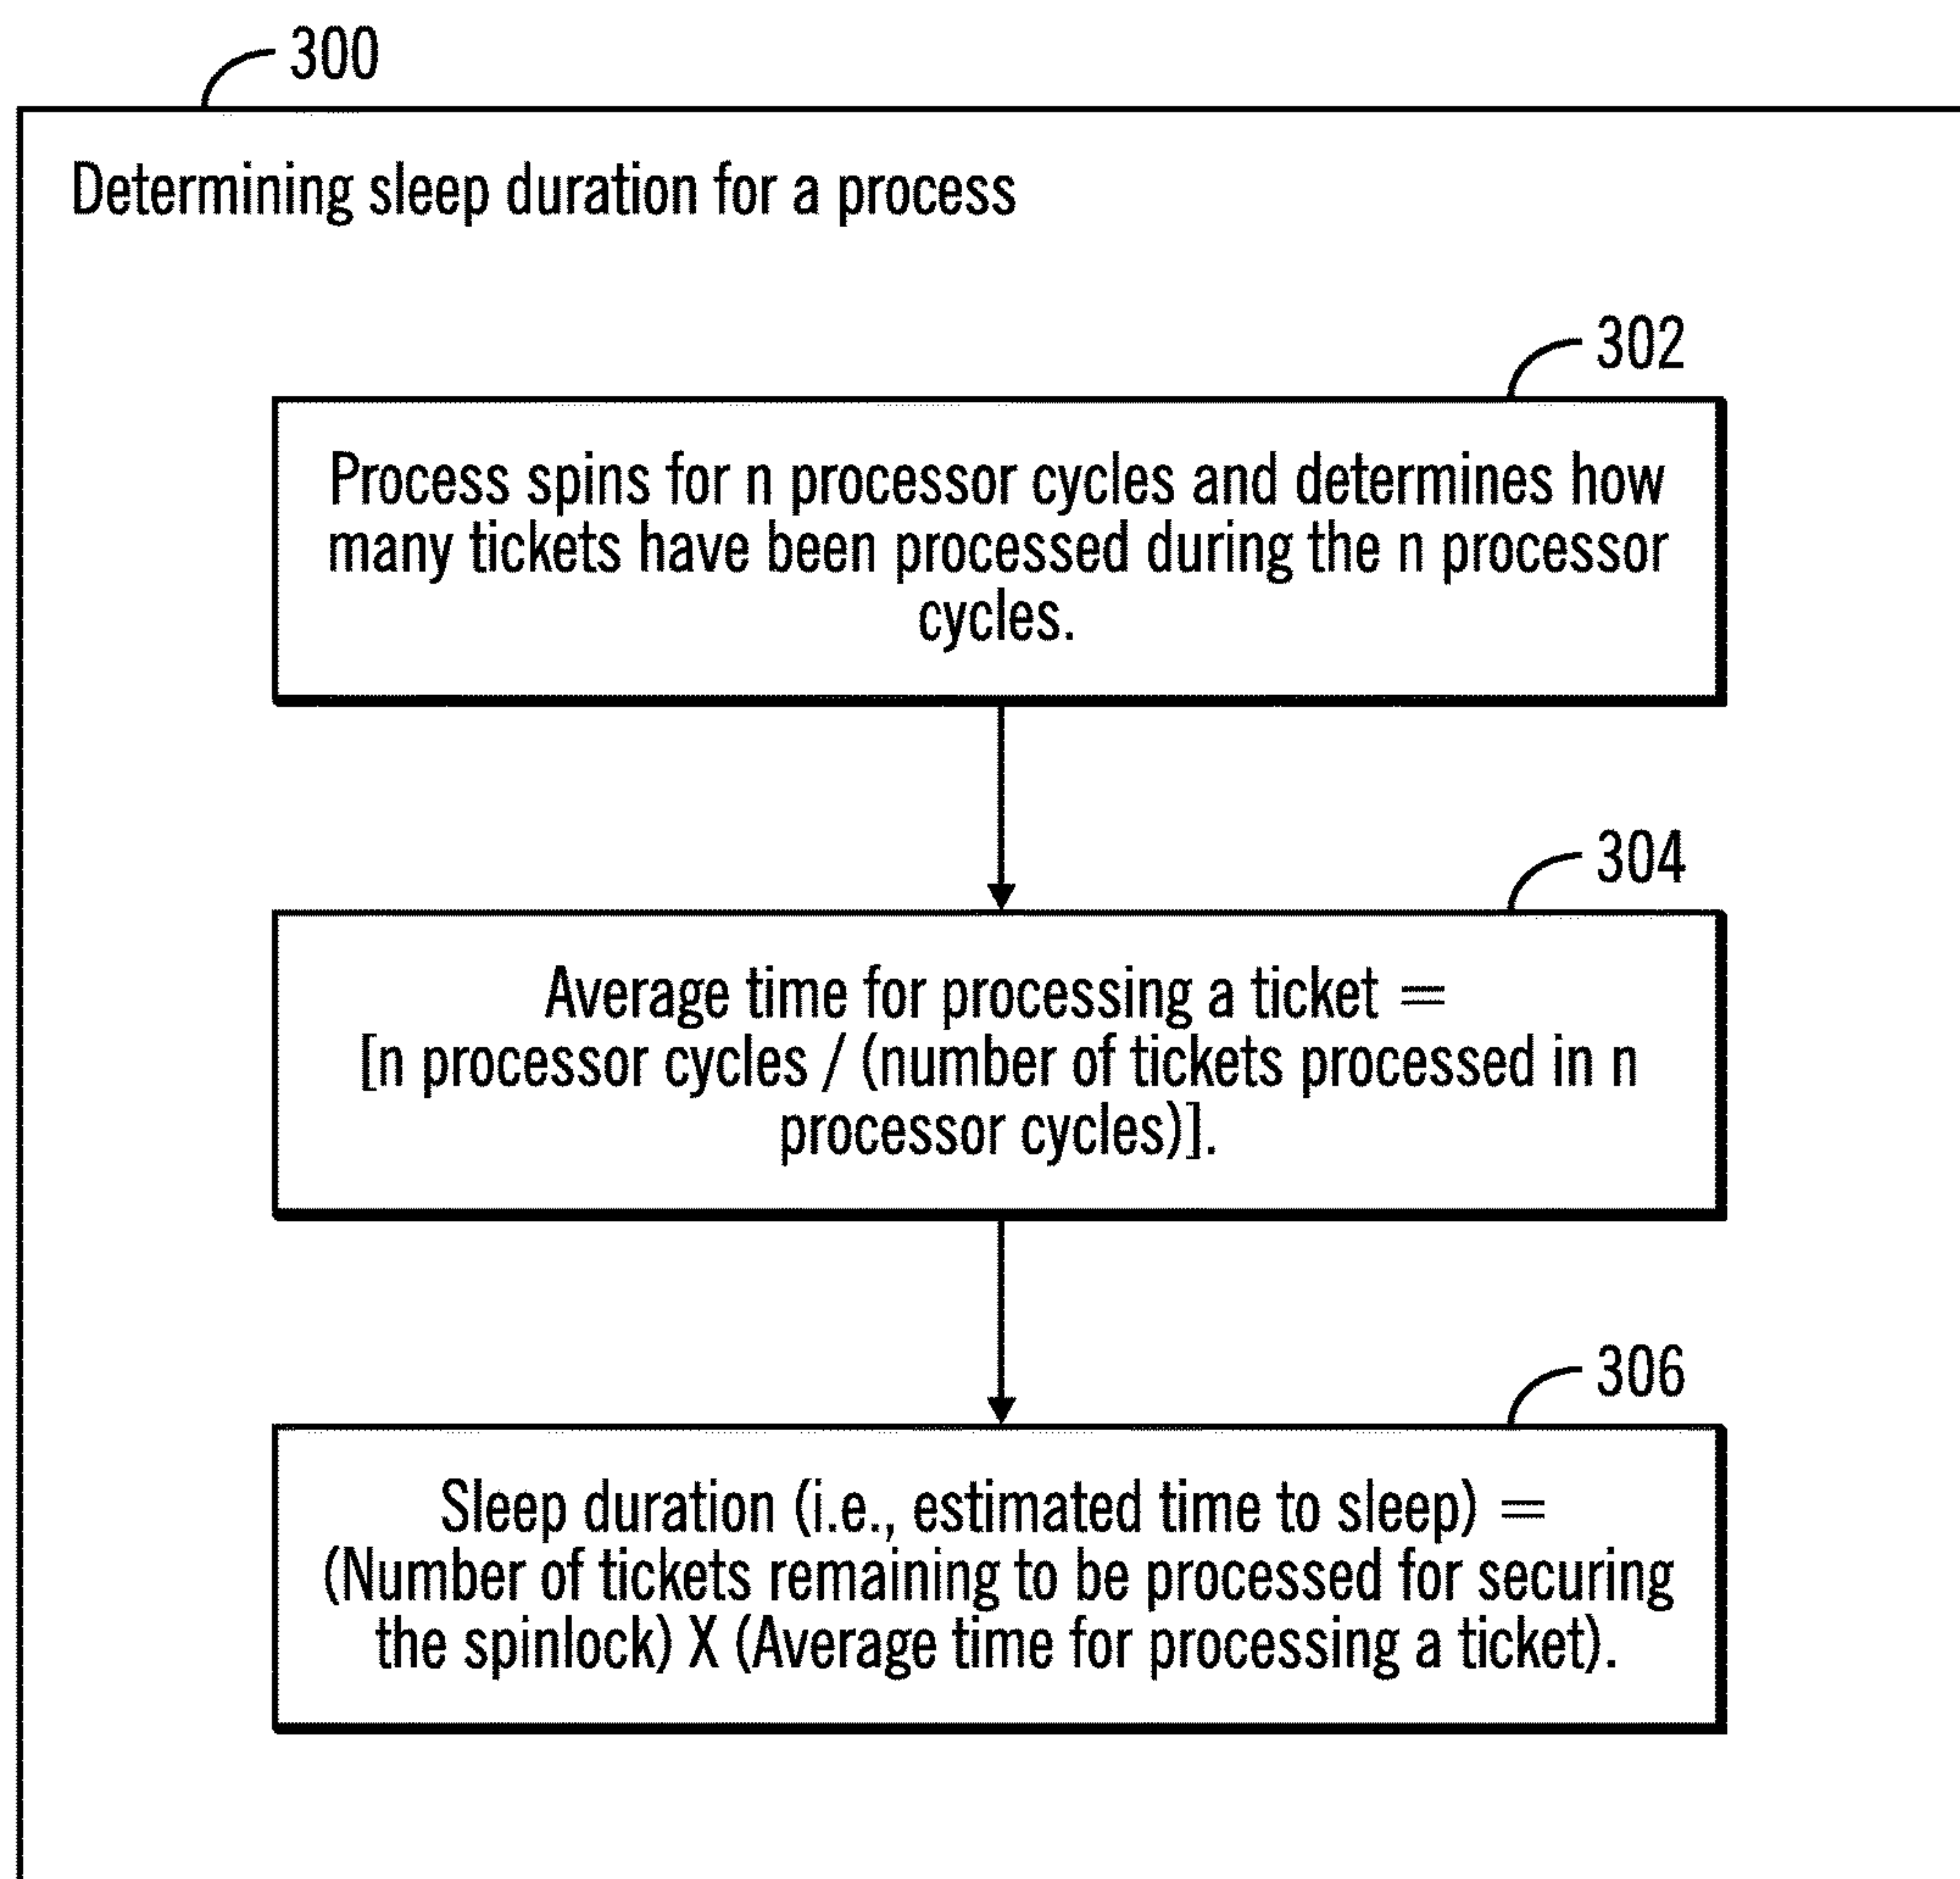 300
Determining sleep duration for a process
302
Process spins for n processor cycles and determines how
many tickets have been processed during the n processor
cycles.
304
Average time for processing a ticket =
[n processor cycles / (number of tickets processed in n
processor cycles)].
306
Sleep duration (i.e., estimated time to sleep) =
(Number of tickets remaining to be processed for securing
the spinlock) X (Average time for processing a ticket).